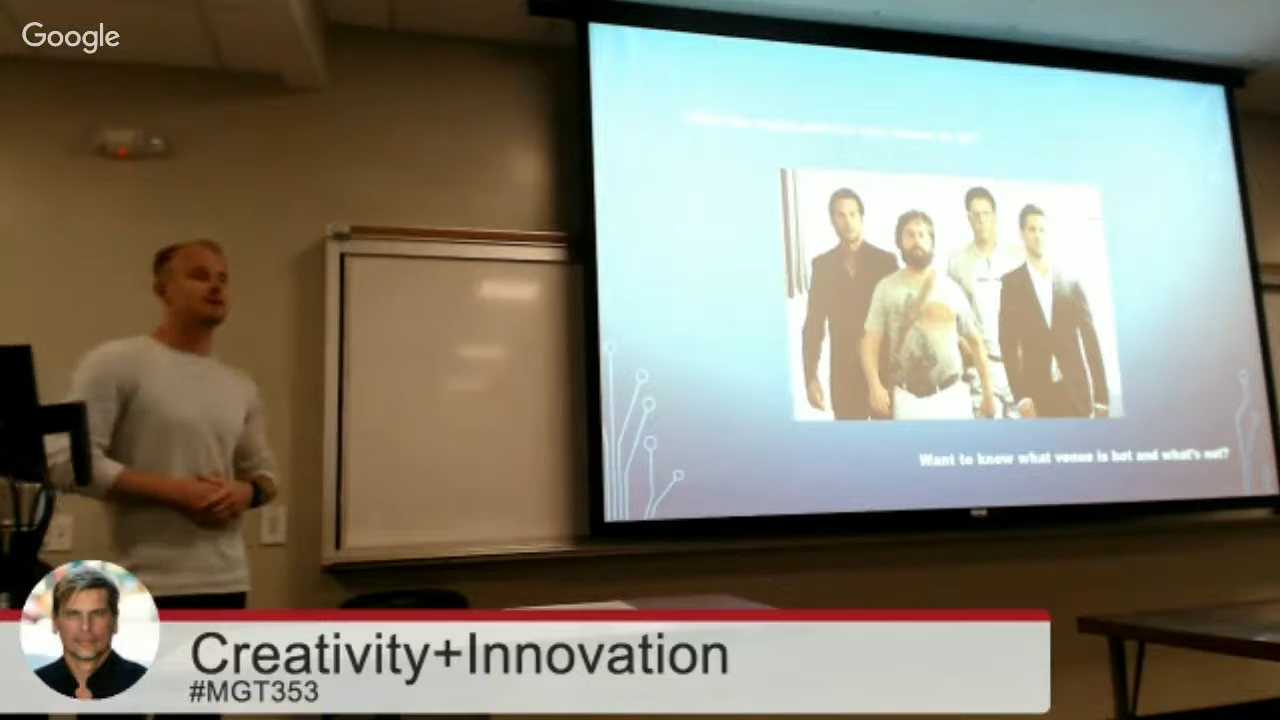 Google
Want to know what venue is hot and what's not?
Creativity+Innovation
#MGT353